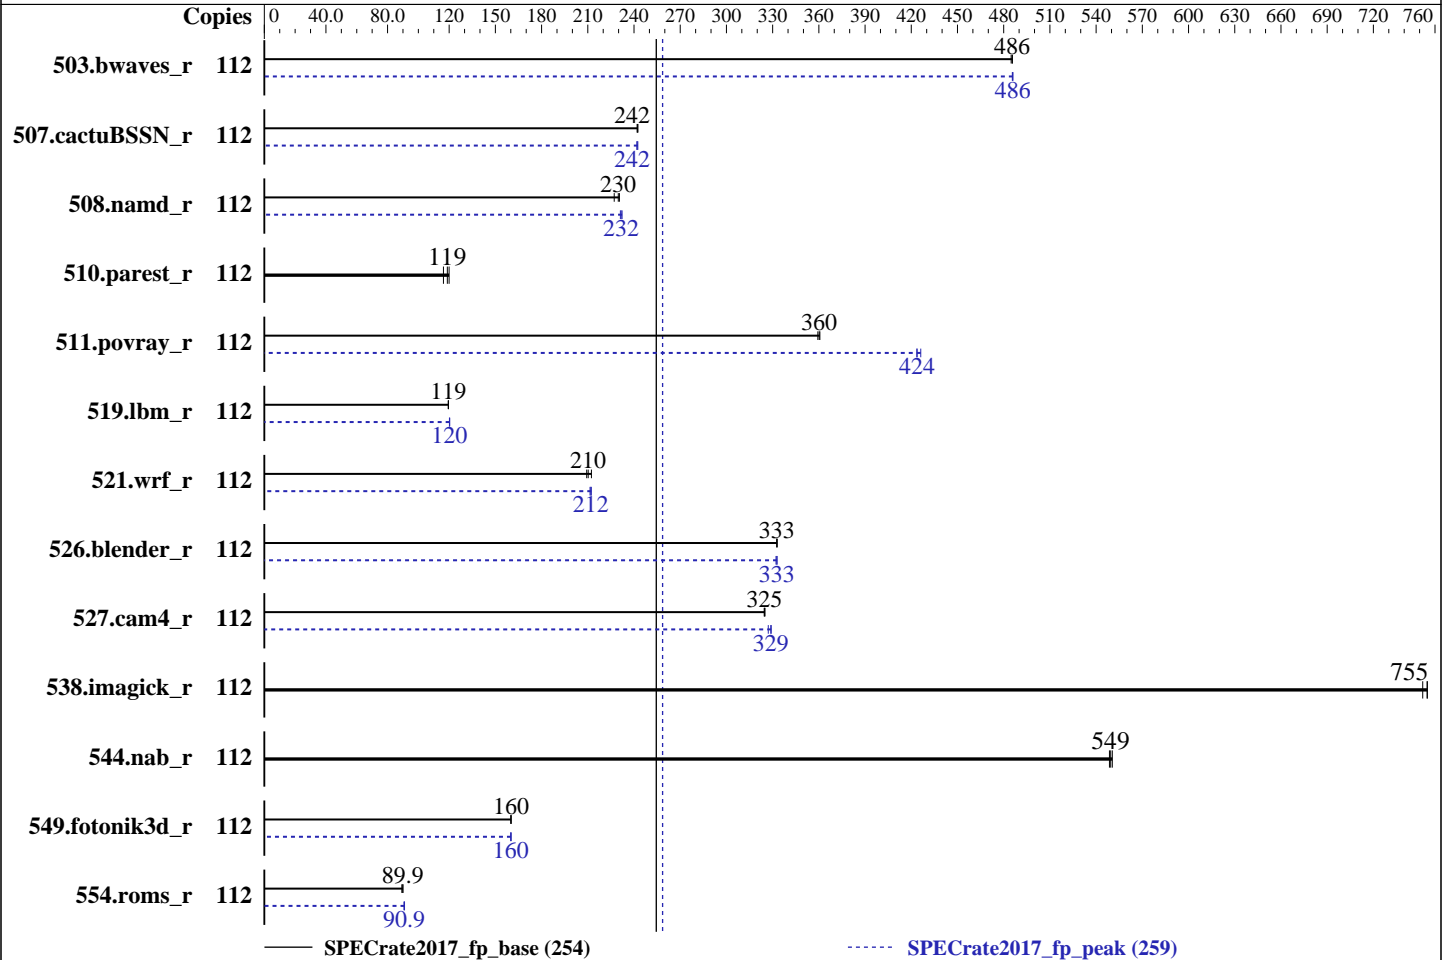 Copies 0 40.0 80.0 120 150 180 210 240 270 300 330 360 390 420 450 480 510 540 570 600 630 660 690 720 760
503.bwaves_r 112 486
486
507.cactuBSSN_r 112 242
242
508.namd_r 112 230
232
510.parest_r 112 119
511.povray_r 112 360
424
519.lbm_r 112 119
120
521.wrf_r 112 210
212
526.blender_r 112 333
333
527.cam4_r 112 325
329
538.imagick_r 112 755
544.nab_r 112 549
549.fotonik3d_r 112 160
160
554.roms_r 112 89.9
90.9
SPECrate2017_fp_base (254) SPECrate2017_fp_peak (259)